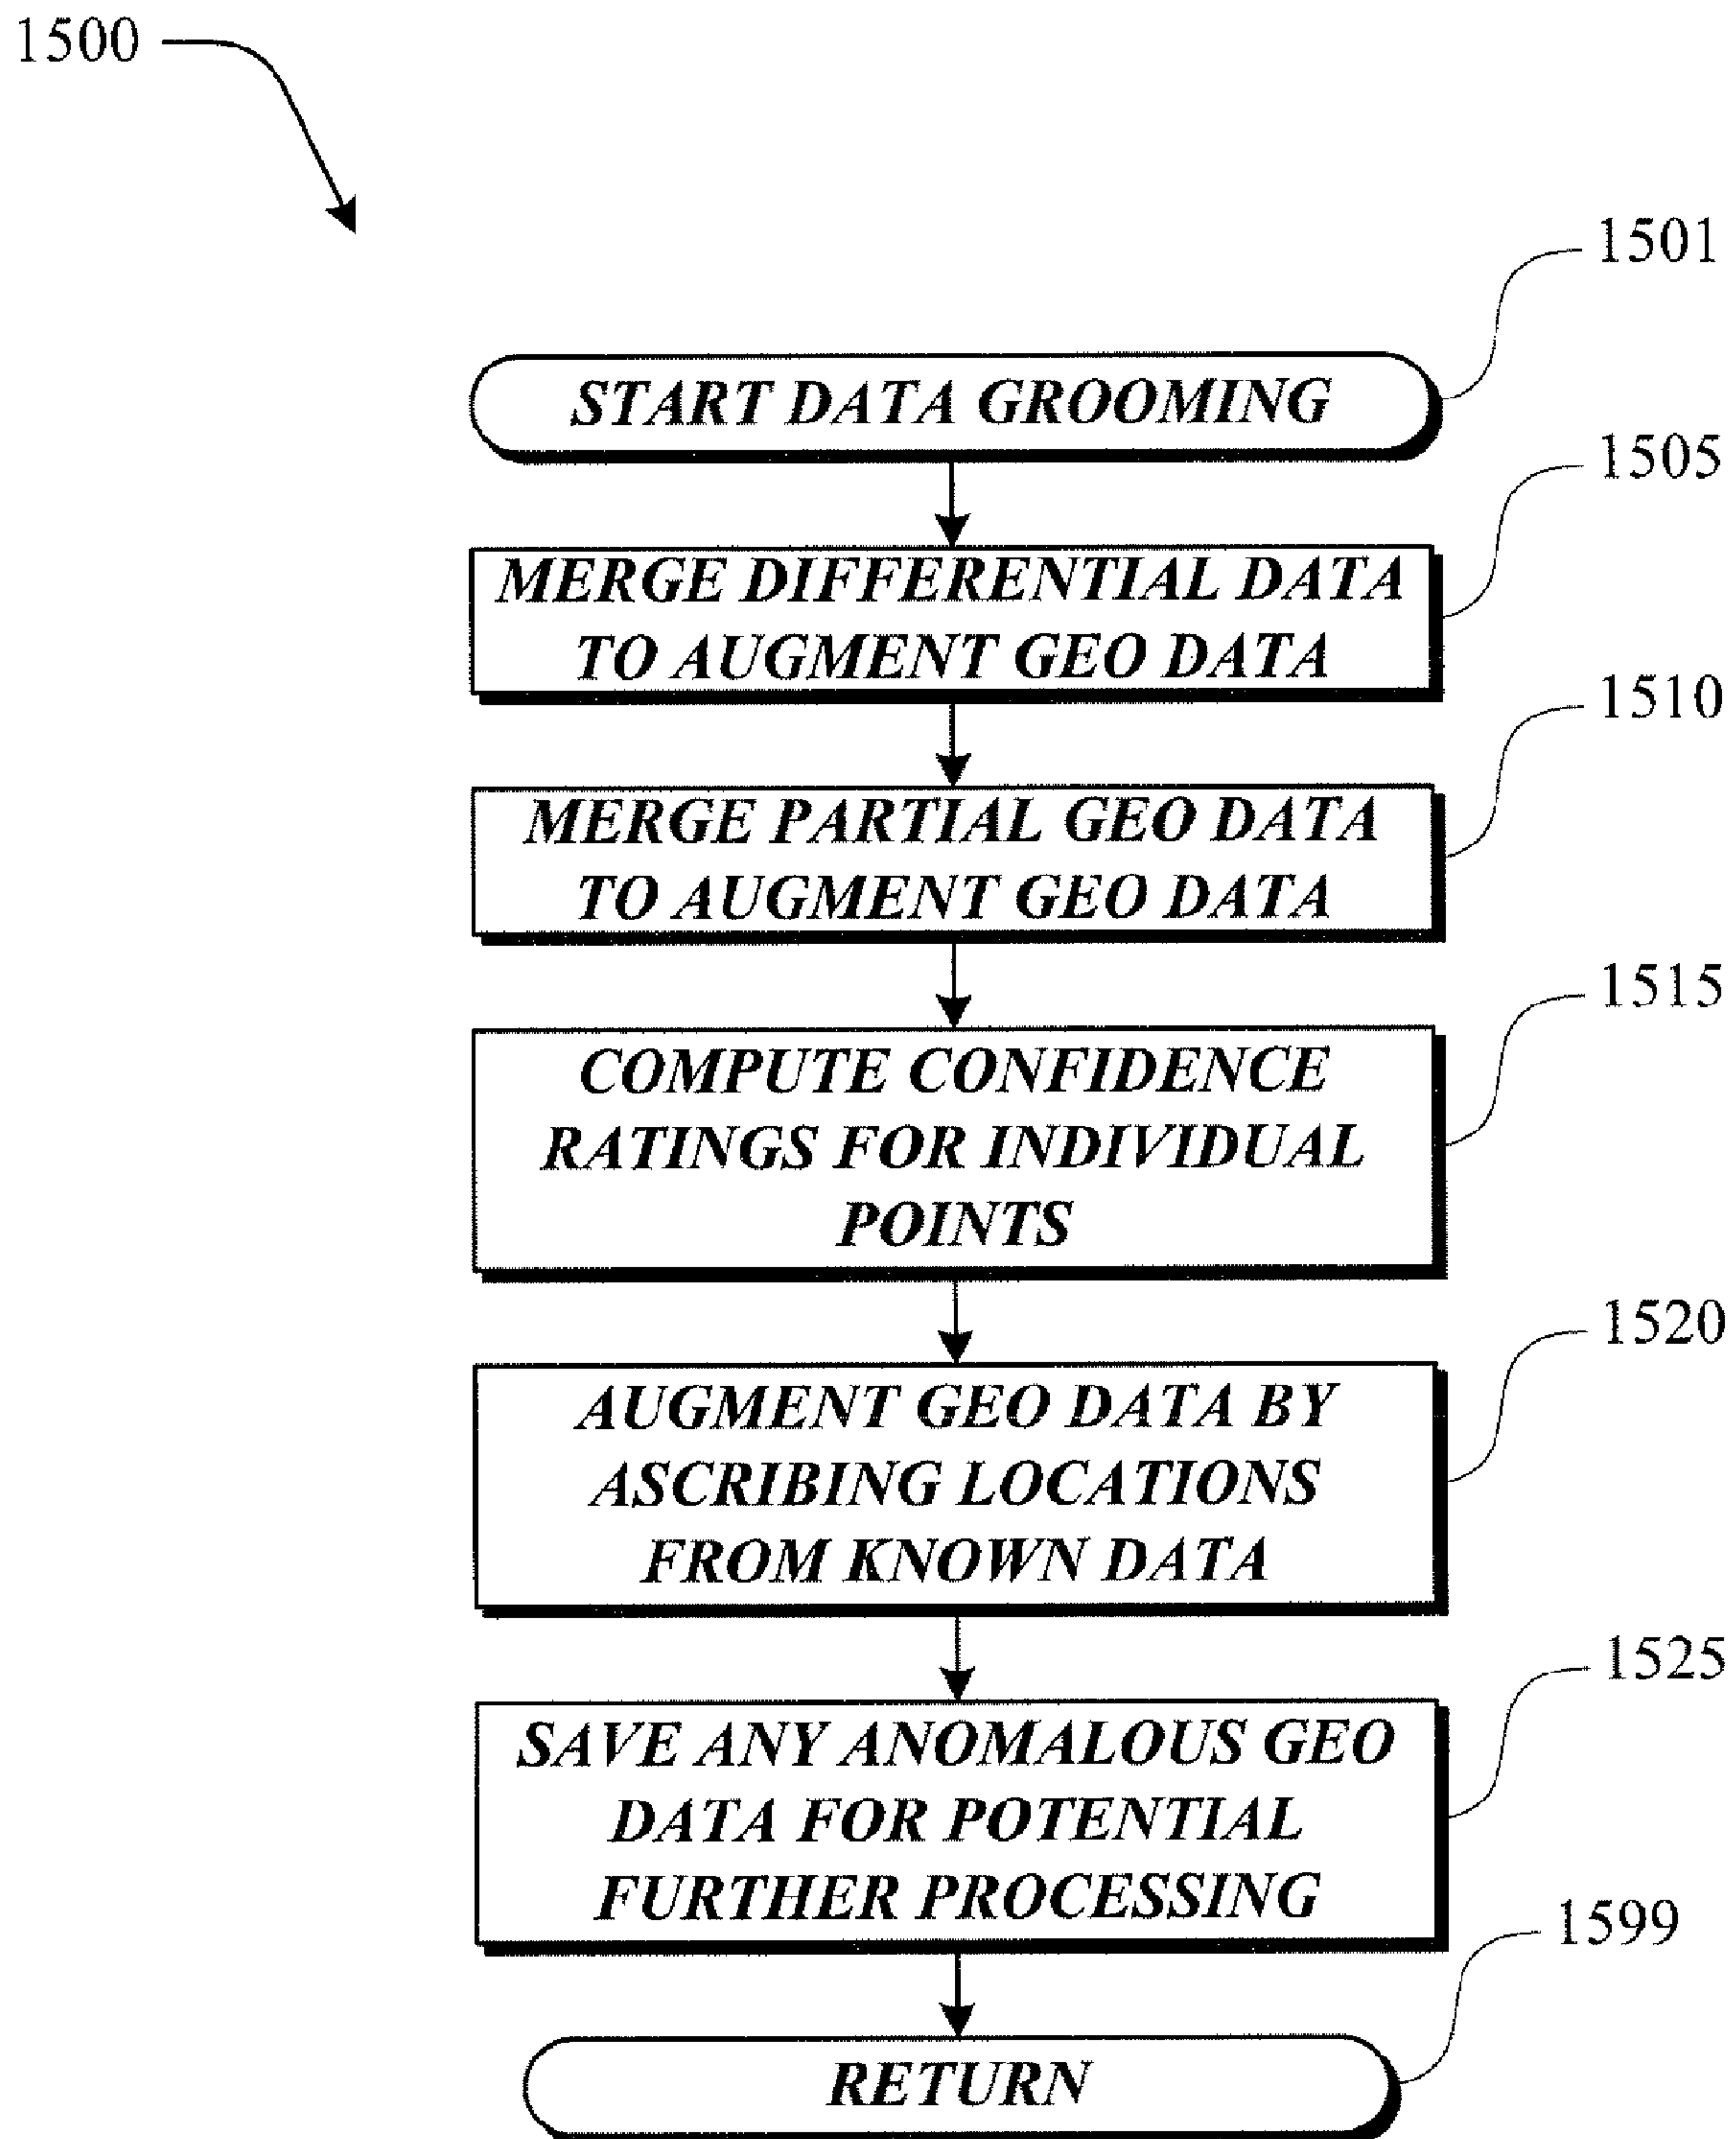 1500
1501
START DATA GROOMING
1505
MERGE DIFFERENTIAL DATA
TO AUGMENT GEO DATA
1510
MERGE PARTIAL GEO DATA
TO AUGMENT GEO DATA
1515
COMPUTE CONFIDENCE
RATINGS FOR INDIVIDUAL
POINTS
1520
AUGMENT GEO DATA BY
ASCRIBING LOCATIONS
FROM KNOWN DATA
1525
SAVE ANY ANOMALOUS GEO
DATA FOR POTENTIAL
FURTHER PROCESSING
1599
RETURN